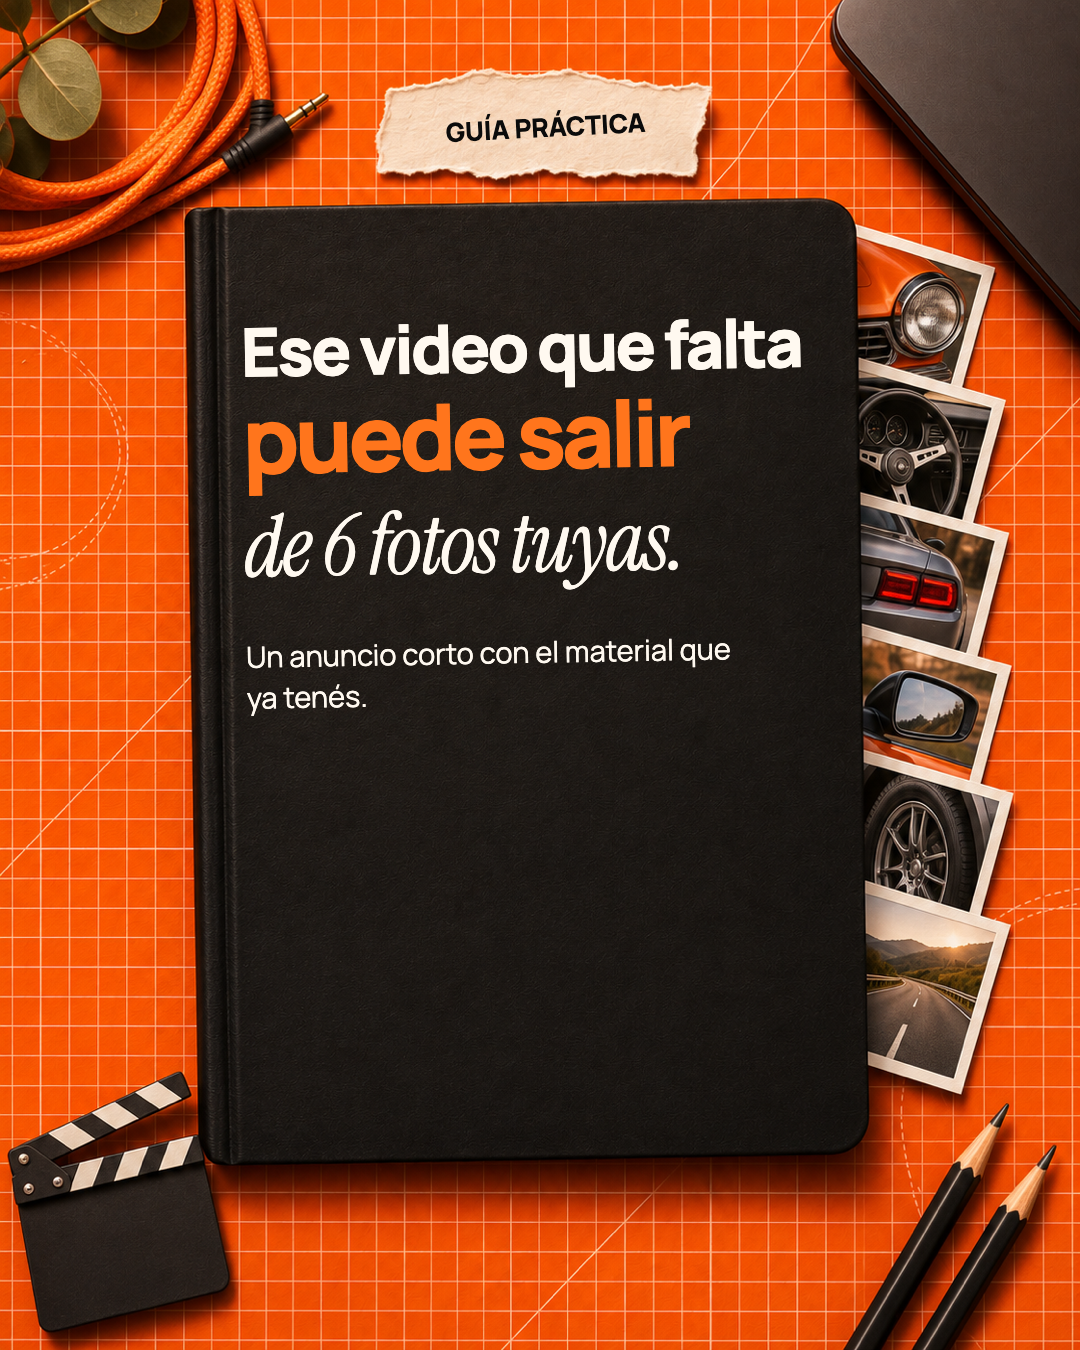 GUÍA PRÁCTICA
Ese video que falta
puede salir
de 6 fotos tuyas.
Un anuncio corto con el material que
ya tenés.